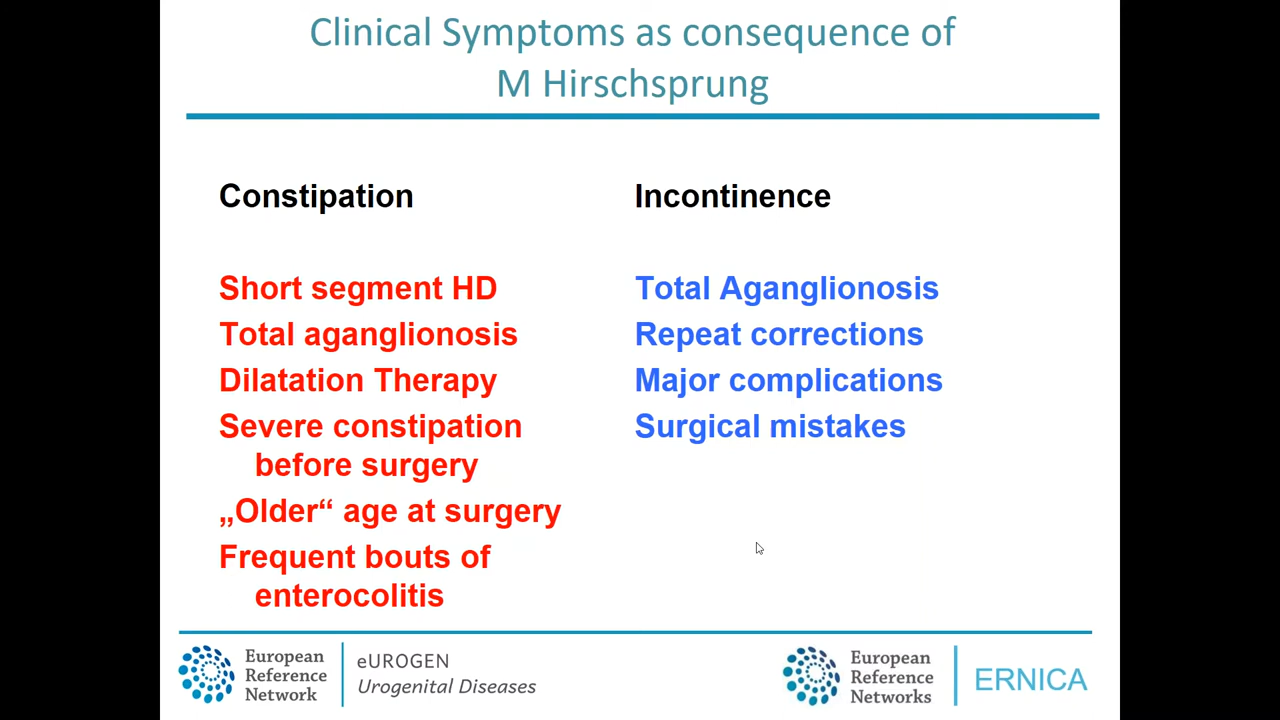 Clinical Symptoms as consequence of
M Hirschsprung
Constipation
Short segment HD
Total aganglionosis
Dilatation Therapy
Severe constipation
before surgery
„Older“ age at surgery
Frequent bouts of
enterocolitis
Incontinence
Total Aganglionosis
Repeat corrections
Major complications
Surgical mistakes
European
Reference
Network
eUROGEN
Urogenital Diseases
European
Reference
Networks
ERNICA